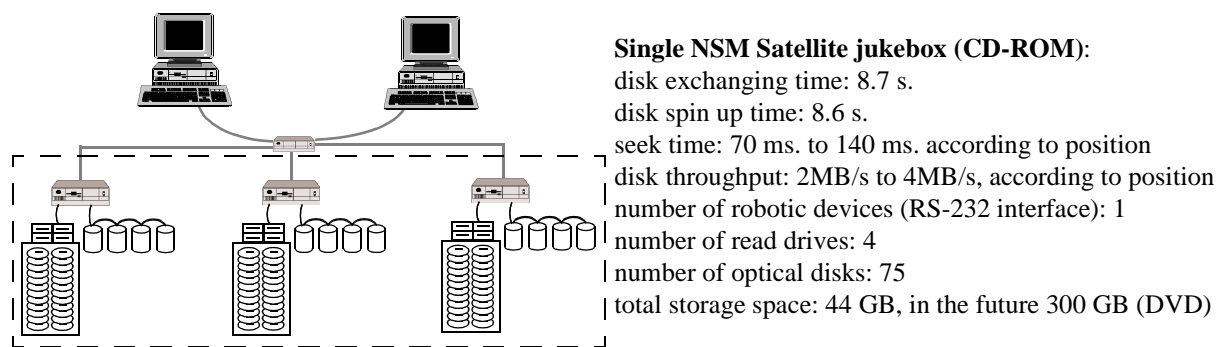 Single NSM Satellite jukebox (CD-ROM):
disk exchanging time: 8.7 s.
disk spin up time: 8.6 s.
seek time: 70 ms. to 140 ms. according to position
disk throughput: 2MB/s to 4MB/s, according to position
number of robotic devices (RS-232 interface): 1
number of read drives: 4
number of optical disks: 75
total storage space: 44 GB, in the future 300 GB (DVD)